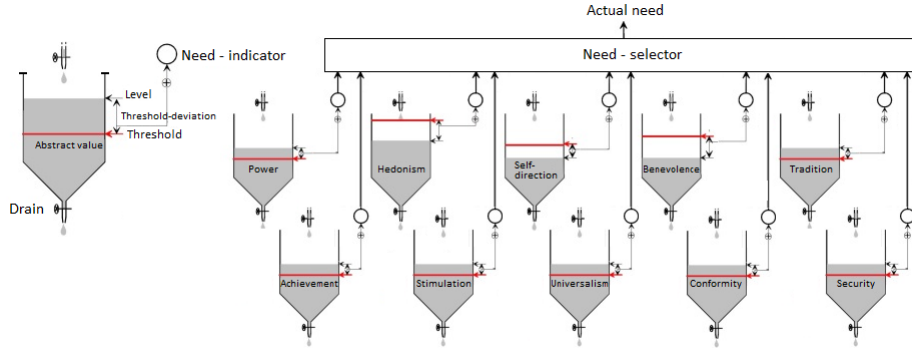 Actual need
Need - indicator
Need - selector
Level
Threshold-deviation
Threshold
Abstract value
Drain
Power
Hedonism
Self-
direction
Benevolence
Tradition
Achievement
Stimulation
Universalism
Conformity
Security